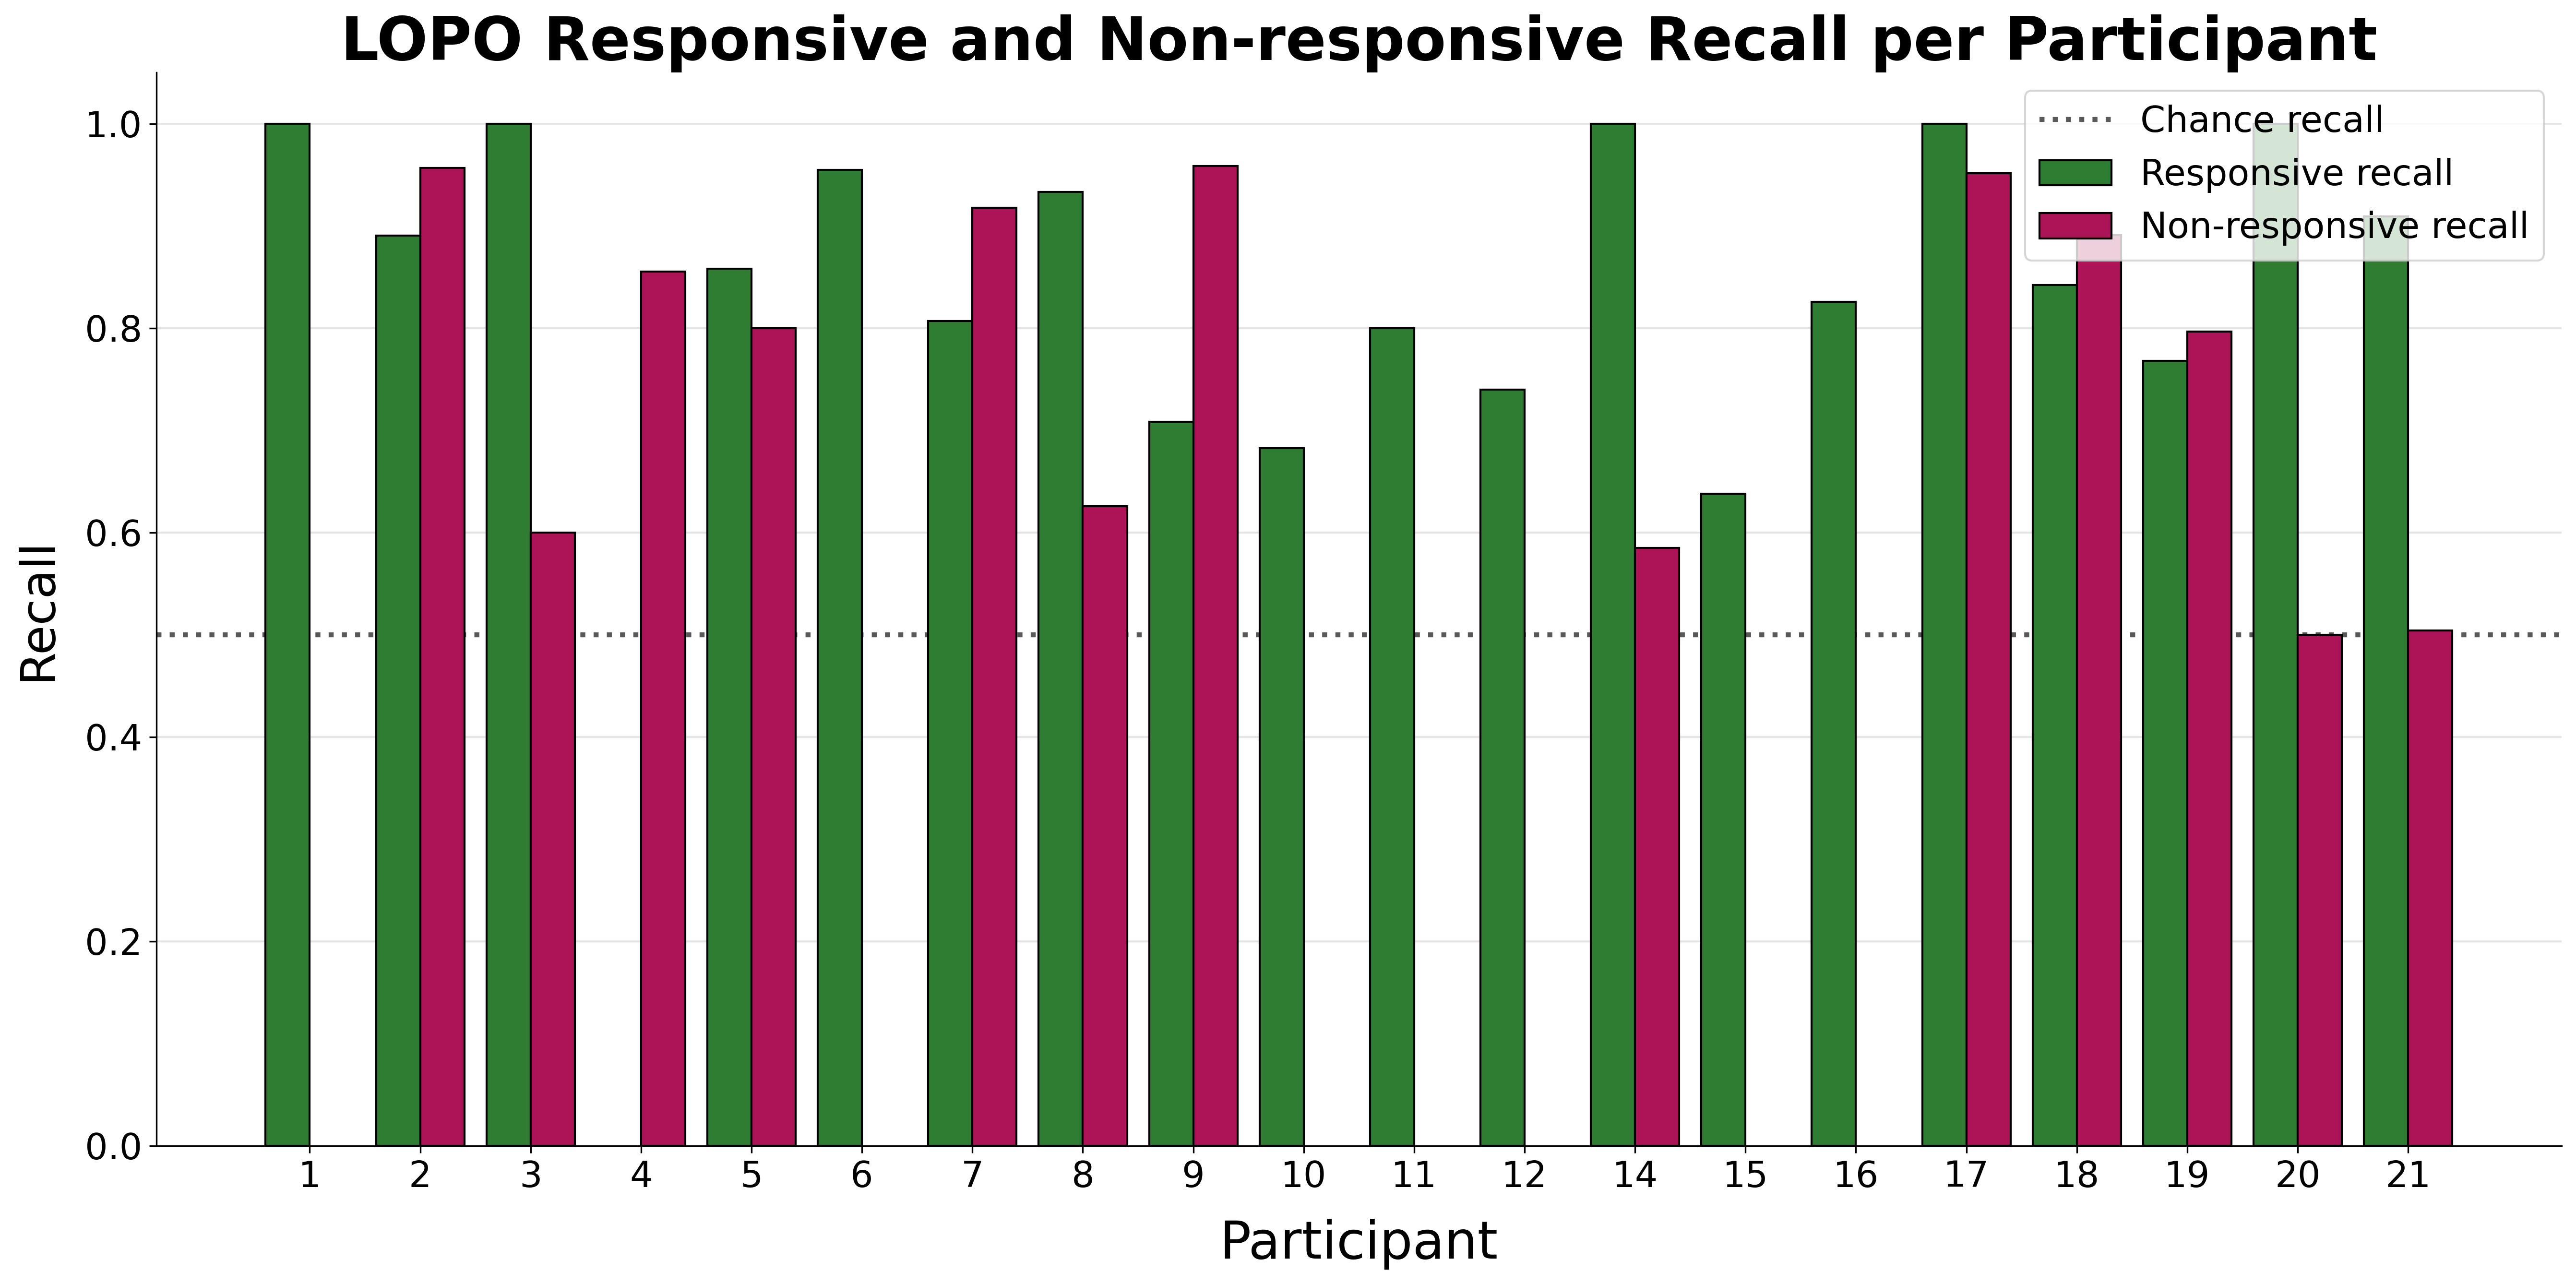 LOPO Responsive and Non-responsive Recall per Participant
Chance recall
Responsive recall
Non-responsive recall
1.0
0.8
0.6
0.4
0.2
0.0
Recall
1 2 3 4 5 6 7 8 9 10 11 12 14 15 16 17 18 19 20 21
Participant